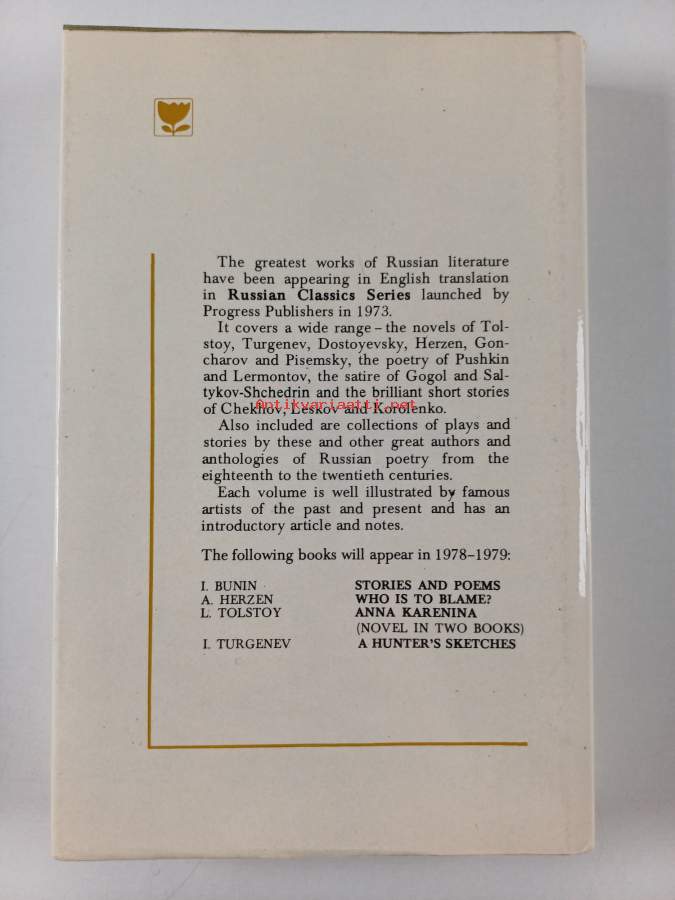 The greatest works of Russian literature
have been appearing in English translation
in Russian Classics Series launched by
Progress Publishers in 1973.
It covers a wide range – the novels of Tol-
stoy, Turgenev, Dostoyevsky, Herzen, Gon-
charov and Pisemsky, the poetry of Pushkin
and Lermontov, the satire of Gogol and Sal-
tykov-Shchedrin and the brilliant short stories
Antikvariaatti.net
of Chekhov, Leskov and Korolenko.
Also included are collections of plays and
stories by these and other great authors and
anthologies of Russian poetry from the
eighteenth to the twentieth centuries.
Each volume is well illustrated by famous
artists of the past and present and has an
introductory article and notes.
The following books will appear in 1978–1979:
I. BUNIN STORIES AND POEMS
A. HERZEN WHO IS TO BLAME?
L. TOLSTOY ANNA KARENINA
(NOVEL IN TWO BOOKS)
I. TURGENEV A HUNTER'S SKETCHES